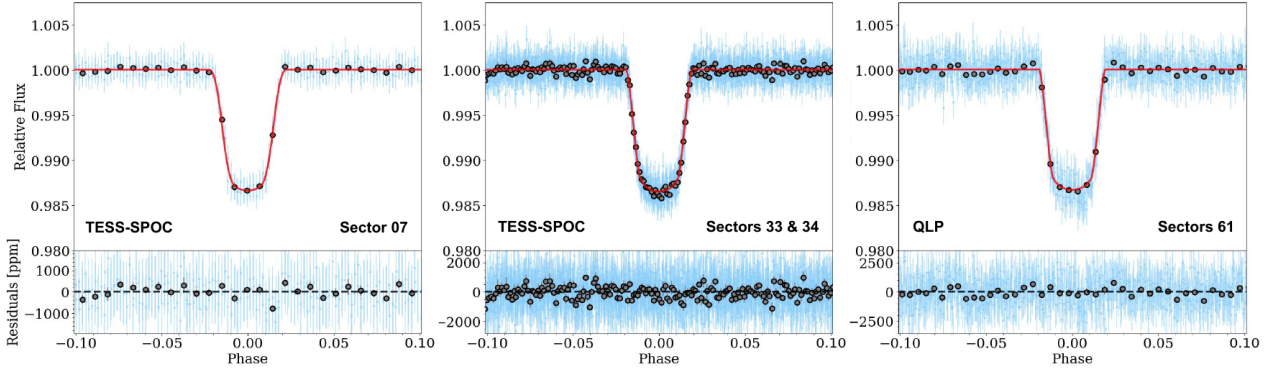 1.005
1.000
0.995
0.990
0.985
0.980
Relative Flux
TESS-SPOC Sector 07
1000
0
−1000
Residuals [ppm]
−0.10 −0.05 0.00 0.05 0.10
Phase
1.005
1.000
0.995
0.990
0.985
0.980
TESS-SPOC Sectors 33 & 34
2000
0
−2000
−0.10 −0.05 0.00 0.05 0.10
Phase
1.005
1.000
0.995
0.990
0.985
0.980
QLP Sectors 61
2500
0
−2500
−0.10 −0.05 0.00 0.05 0.10
Phase